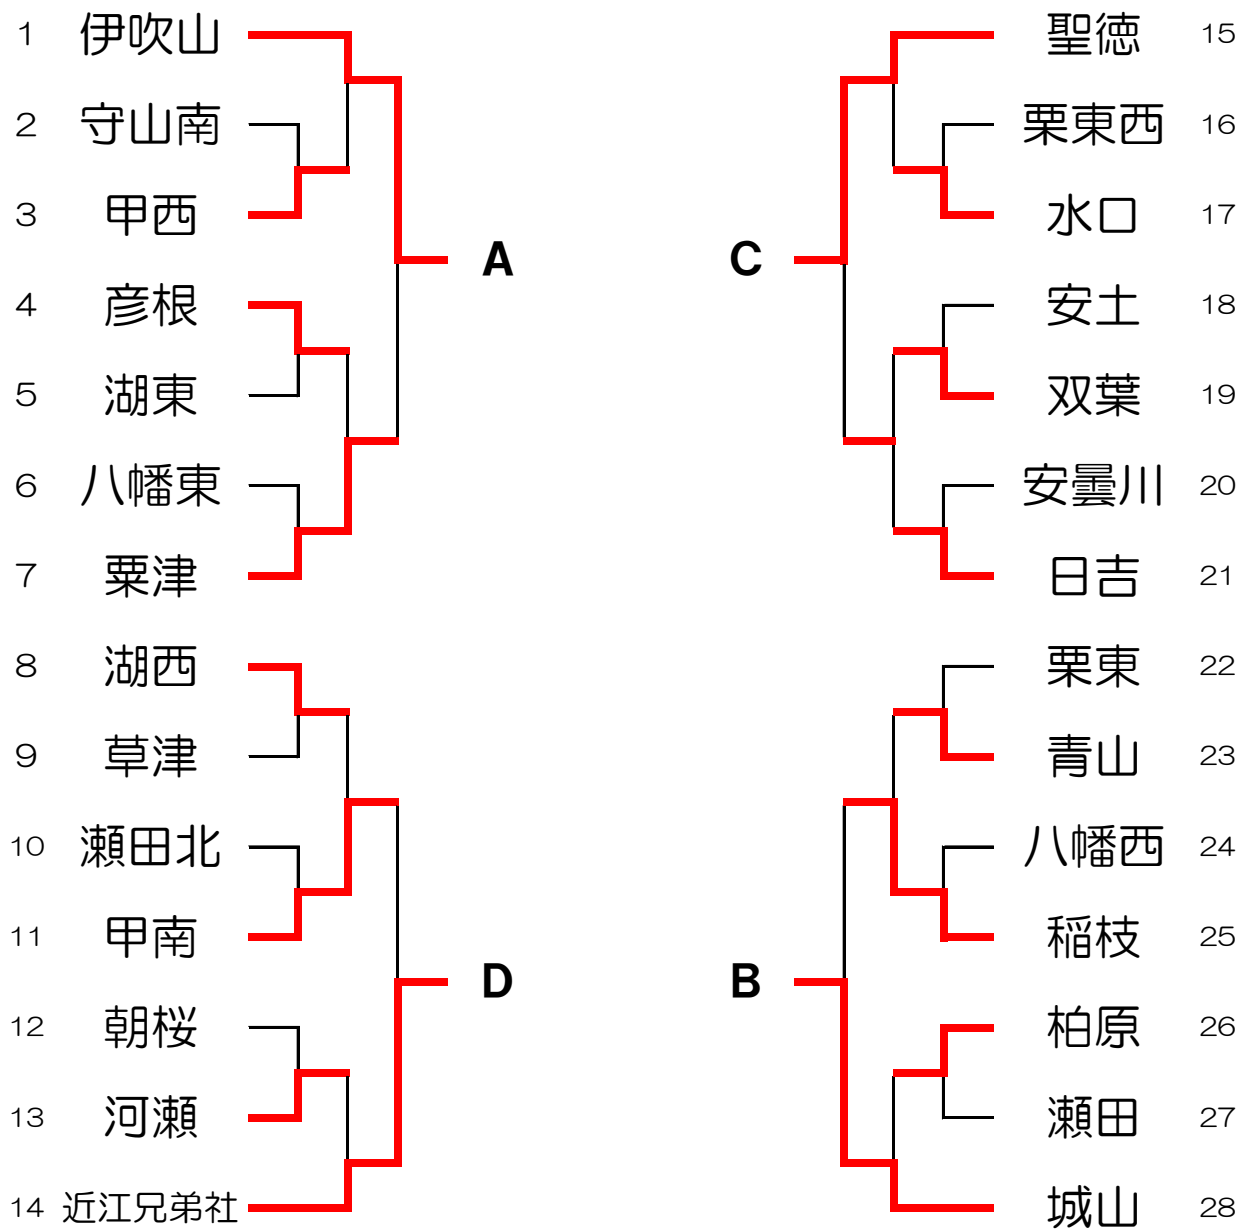 1 伊吹山
2 守山南
3 甲西
4 彦根
5 湖東
6 八幡東
7 粟津
8 湖西
9 草津
10 瀬田北
11 甲南
12 朝桜
13 河瀬
14 近江兄弟社
A
D
C
B
聖徳 15
栗東西 16
水口 17
安土 18
双葉 19
安曇川 20
日吉 21
栗東 22
青山 23
八幡西 24
稲枝 25
柏原 26
瀬田 27
城山 28